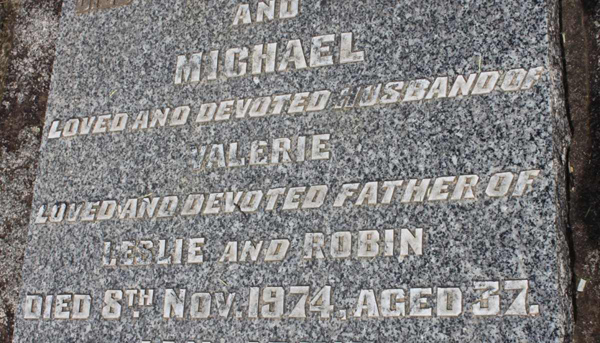 AND
MICHAEL
LOVED AND DEVOTED HUSBAND OF
VALERIE
LOVED AND DEVOTED FATHER OF
LESLIE AND ROBIN
DIED 8TH NOV. 1974, AGED 37.